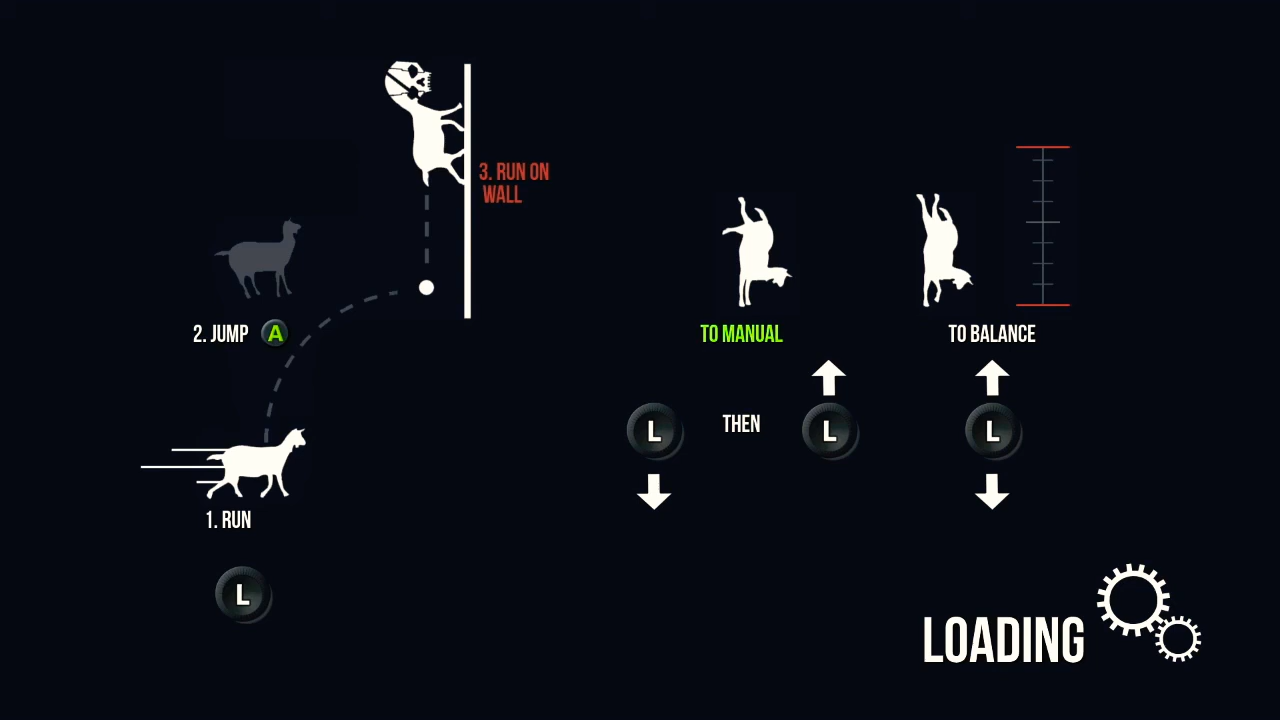 3. RUN ON
WALL
2. JUMP A
1. RUN
L
TO MANUAL
L THEN L
TO BALANCE
L
LOADING